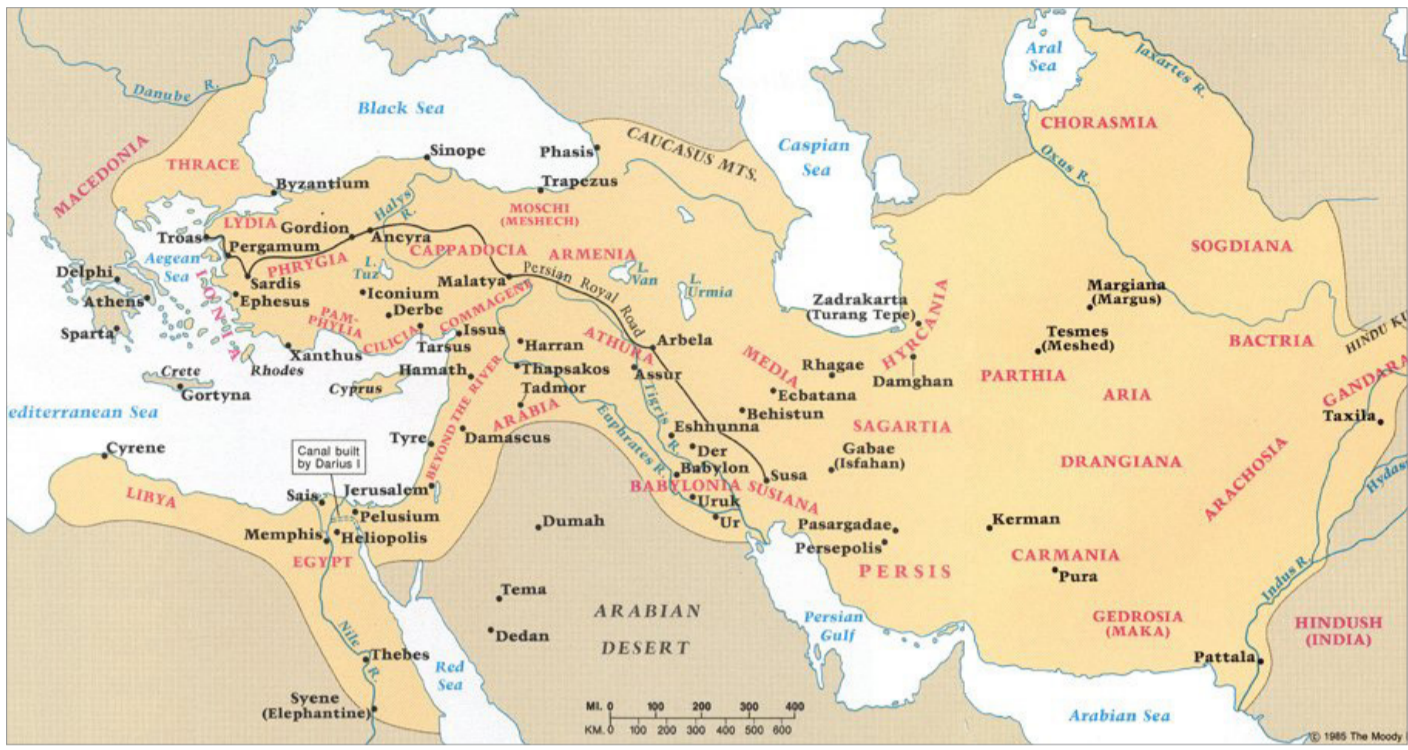 Danube R.
Black Sea
Aral
Sea
Jaxartes R.
MACEDONIA
THRACE
Sinope
Phasis
CAUCASUS MTS.
Caspian
Sea
CHORASMIA
Oxus R.
Byzantium
Trapezus
LYDIA
Gordion
Halys
R.
MOSCHI
(MESHECH)
Troas
Pergamum
Ancyra
CAPPADOCIA
ARMENIA
SOGDIANA
Aegean
Sea
PHRYGIA
L.
Tuz
Malatya
Persian Royal Road
L.
Van
L.
Urmia
Delphi
IONIA
Sardis
Ephesus
Iconium
Derbe
COMMAGENE
Zadrakarta
(Turang Tepe)
HYRCANIA
Margiana
(Margus)
Athens
Sparta
PAM-
PHYLIA
CILICIA
Tarsus
Issus
Harran
ATHURA
Arbela
MEDIA
Tesmes
(Meshed)
BACTRIA
HINDU KU
Xanthus
Rhodes
Crete
Gortyna
Cyprus
Hamath
Thapsakos
Tadmor
Assur
Rhagae
Damghan
PARTHIA
ARIA
GANDARA
Taxila
editerranean Sea
BEYOND THE RIVER
ARABIA
Euphrates R.
Tigris R.
Ecbatana
Behistun
SAGARTIA
Cyrene
Tyre
Damascus
Eshnunna
Der
Babylon
Gabae
(Isfahan)
DRANGIANA
ARACHOSIA
Hydas
Canal built
by Darius I
LIBYA
Sais
Jerusalem
BABYLONIA
SUSIANA
Susa
Uruk
Ur
Pelusium
Memphis
Heliopolis
EGYPT
Dumah
Pasargadae
Persepolis
PERSIS
Kerman
CARMANIA
Pura
Indus R.
Tema
Dedan
ARABIAN
DESERT
Persian
Gulf
GEDROSIA
(MAKA)
HINDUSH
(INDIA)
Nile R.
Thebes
Red
Sea
Pattala
Syene
(Elephantine)
MI. 0 100 200 300 400
KM. 0 100 200 300 400 500 600
Arabian Sea
© 1985 The Moody